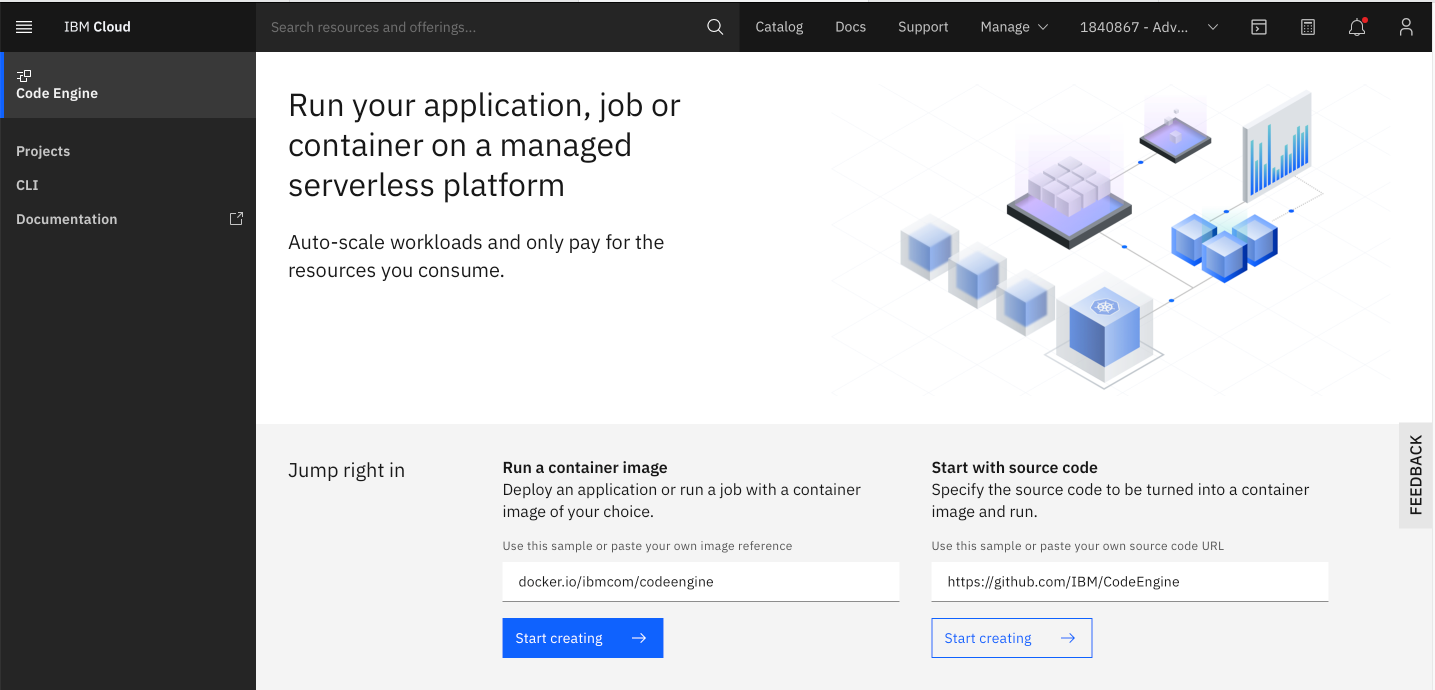 IBM Cloud
Search resources and offerings...
Catalog
Docs
Support
Manage
1840867 - Adv...
Code Engine
Projects
CLI
Documentation
Run your application, job or
container on a managed
serverless platform
Auto-scale workloads and only pay for the
resources you consume.
Jump right in
Run a container image
Deploy an application or run a job with a container
image of your choice.
Use this sample or paste your own image reference
docker.io/ibmcom/codeengine
Start creating
Start with source code
Specify the source code to be turned into a container
image and run.
Use this sample or paste your own source code URL
https://github.com/IBM/CodeEngine
Start creating
FEEDBACK